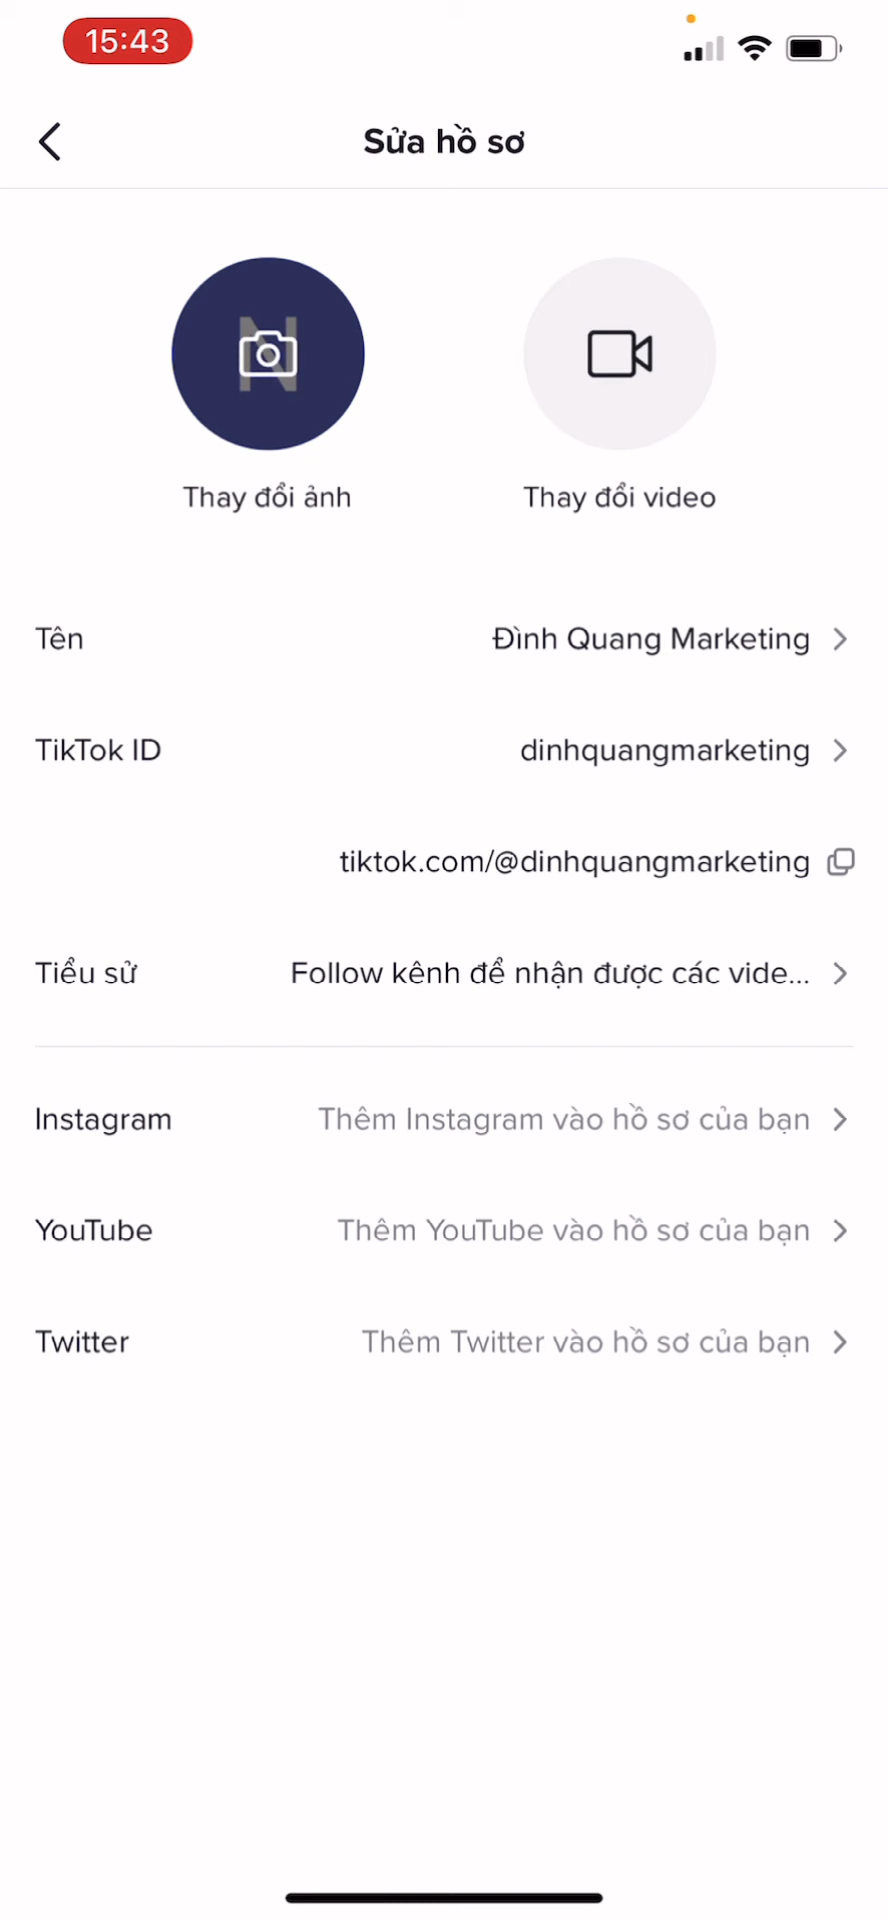 15:43
Sửa hồ sơ
N
Thay đổi ảnh
Thay đổi video
Tên
Đình Quang Marketing
TikTok ID
dinhquangmarketing
tiktok.com/@dinhquangmarketing
Tiểu sử
Follow kênh để nhận được các vide...
Instagram
Thêm Instagram vào hồ sơ của bạn
YouTube
Thêm YouTube vào hồ sơ của bạn
Twitter
Thêm Twitter vào hồ sơ của bạn